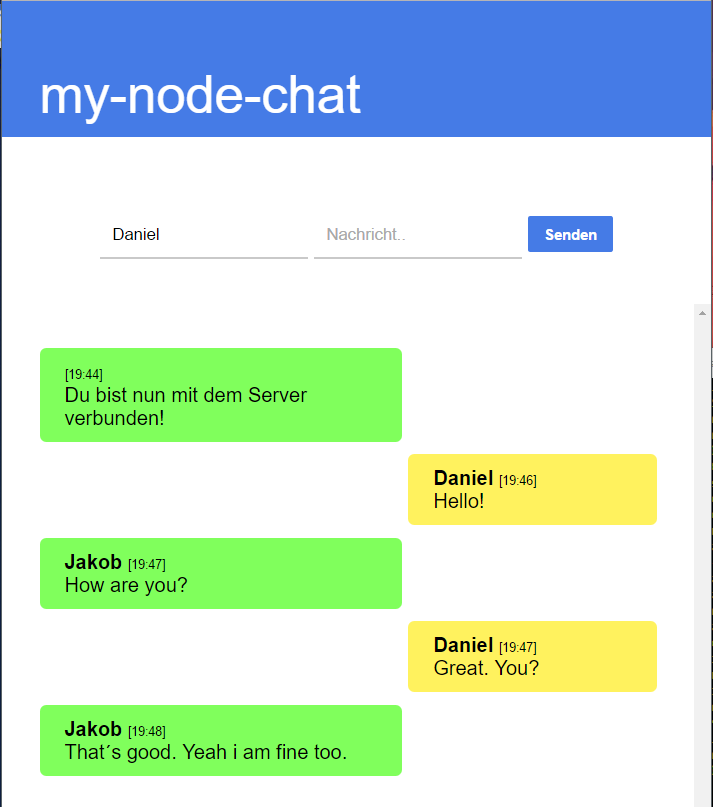 my-node-chat
Daniel
Nachricht..
Senden
[19:44]
Du bist nun mit dem Server
verbunden!
Daniel [19:46]
Hello!
Jakob [19:47]
How are you?
Daniel [19:47]
Great. You?
Jakob [19:48]
That´s good. Yeah i am fine too.